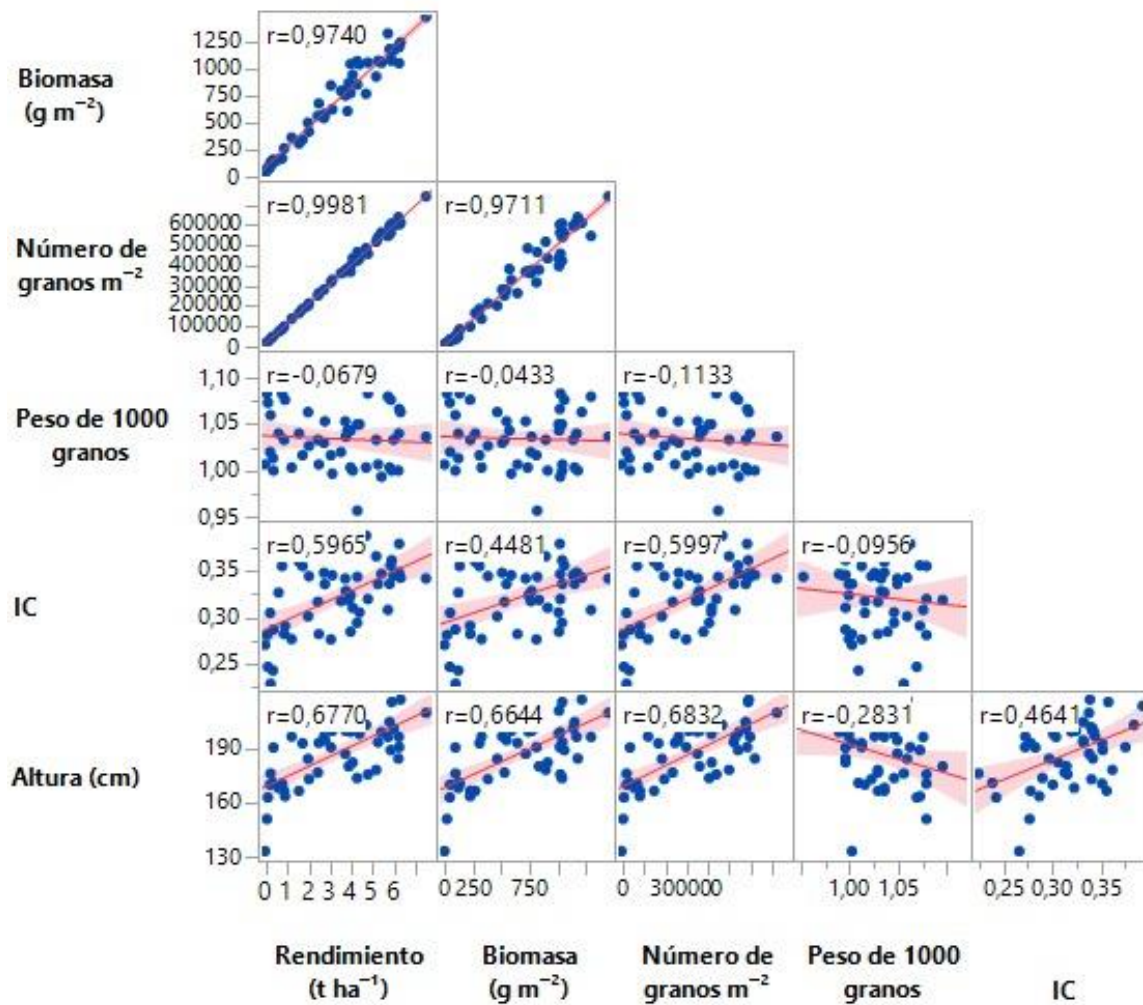 r=0,9740
1250
1000
750
500
250
0
Biomasa
(g m⁻²)
r=0,9981
r=0,9711
600000
500000
400000
300000
200000
100000
0
Número de
granos m⁻²
r=-0,0679
r=-0,0433
r=-0,1133
1,10
1,05
1,00
0,95
Peso de 1000
granos
r=0,5965
r=0,4481
r=0,5997
r=-0,0956
0,35
0,30
0,25
IC
r=0,6770
r=0,6644
r=0,6832
r=-0,2831
r=0,4641
190
160
130
Altura (cm)
0 1 2 3 4 5 6
0 250 750
0 300000
1,00 1,05
0,25 0,30 0,35
Rendimiento
(t ha⁻¹)
Biomasa
(g m⁻²)
Número de
granos m⁻²
Peso de 1000
granos
IC